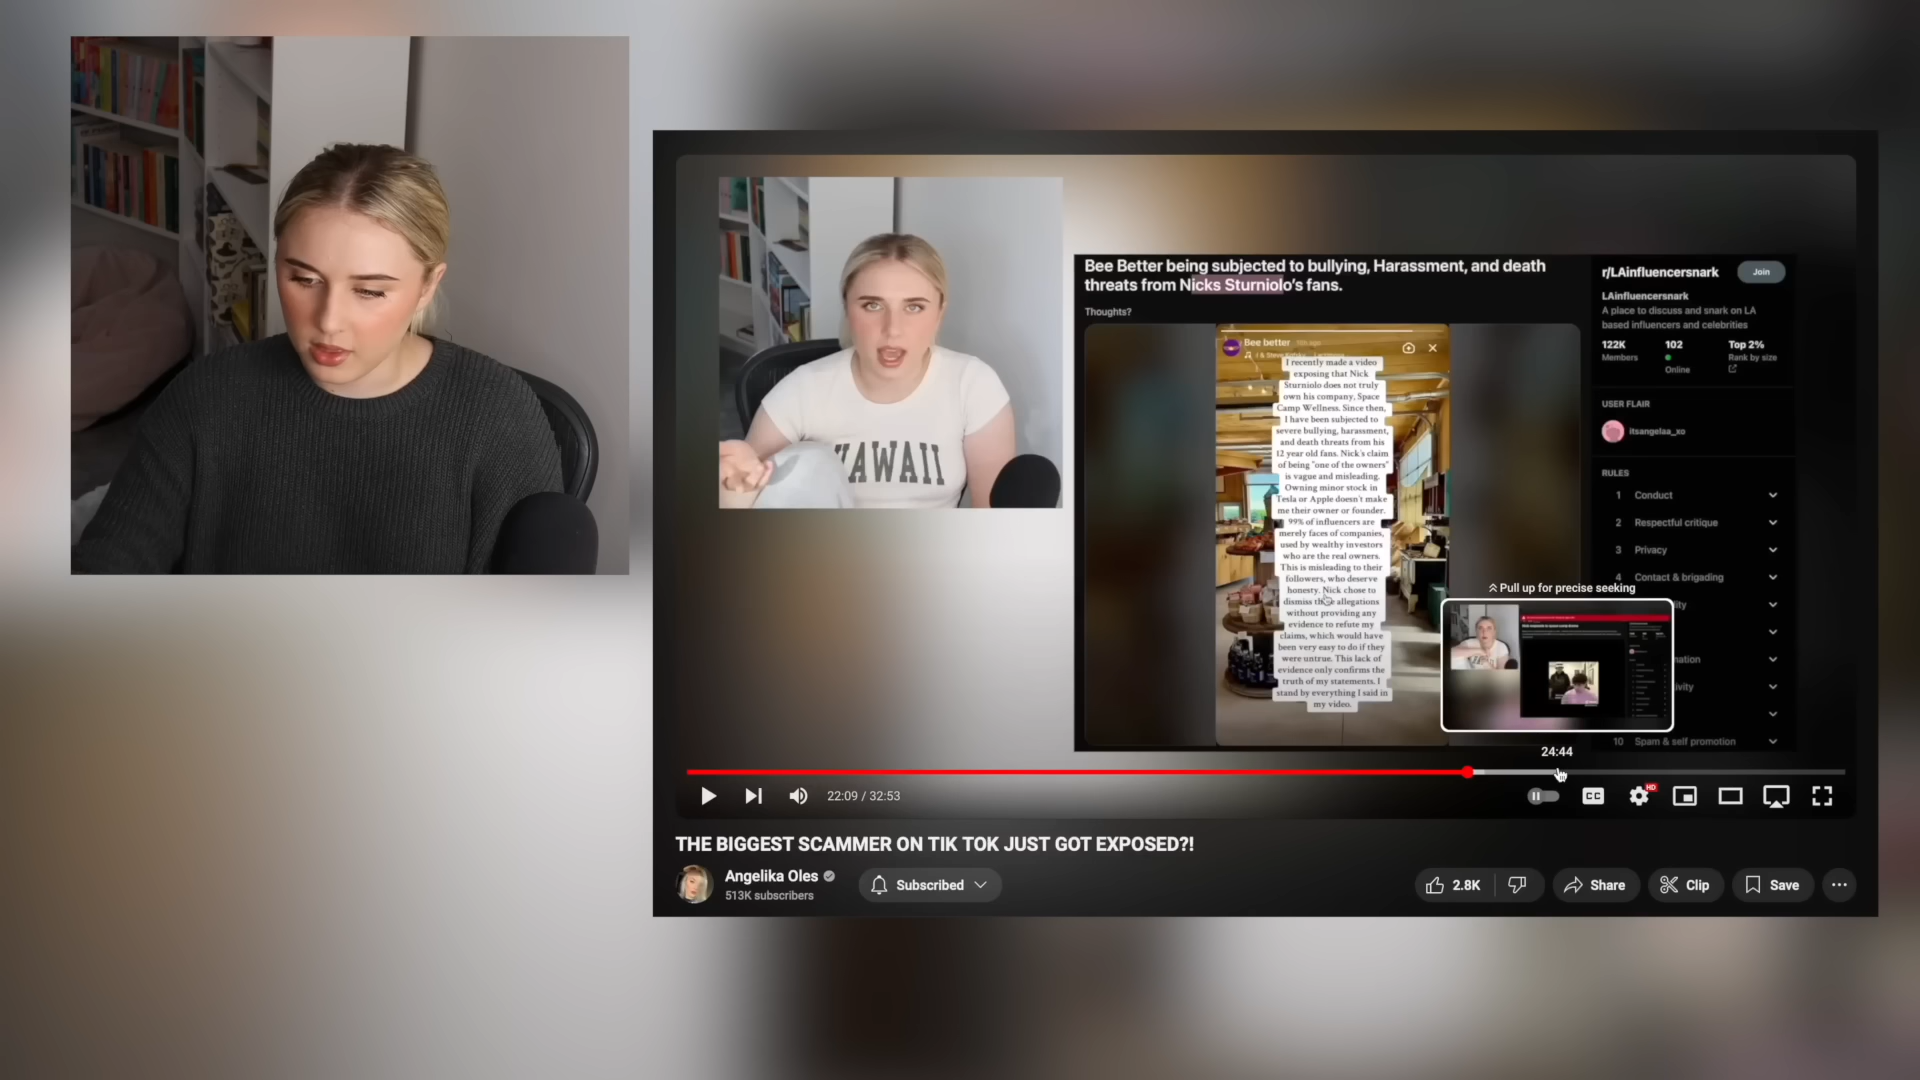 HAWAII
Bee Better being subjected to bullying, Harassment, and death
threats from Nicks Sturniolo's fans.
Thoughts?
Bee better
I recently made a video
exposing that Nick
Sturniolo does not truly
own his company, Space
Camp Wellness. Since then,
I have been subjected to
severe bullying, harassment,
and death threats from his
12 year old fans. Nick's claim
of being "one of the owners"
is vague and misleading.
Owning minor stock in
Tesla or Apple doesn't make
me their owner or founder.
99% of influencers are
merely faces of companies,
used by wealthy investors
who are the real owners.
This is misleading to their
followers, who deserve
honesty. Nick chose to
dismiss these allegations
without providing any
evidence to refute my
claims, which would have
been very easy to do if they
were untrue. This lack of
evidence only confirms the
truth of my statements. I
stand by everything I said in
my video.
r/LAinfluencersnark
Join
LAinfluencersnark
A place to discuss and snark on LA
based influencers and celebrities
122K 102 Top 2%
Members Online Rank by size
USER FLAIR
itsangelaa_xo
RULES
1 Conduct
2 Respectful critique
3 Privacy
4 Contact & brigading
10 Spam & self promotion
Pull up for precise seeking
24:44
22:09 / 32:53
CC
HD
THE BIGGEST SCAMMER ON TIK TOK JUST GOT EXPOSED?!
Angelika Oles
513K subscribers
Subscribed
2.8K
Share
Clip
Save